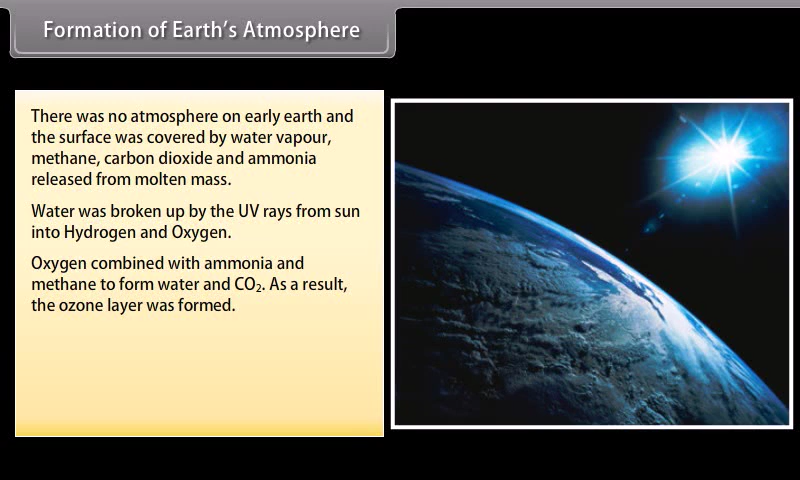 Formation of Earth's Atmosphere
There was no atmosphere on early earth and
the surface was covered by water vapour,
methane, carbon dioxide and ammonia
released from molten mass.
Water was broken up by the UV rays from sun
into Hydrogen and Oxygen.
Oxygen combined with ammonia and
methane to form water and CO₂. As a result,
the ozone layer was formed.